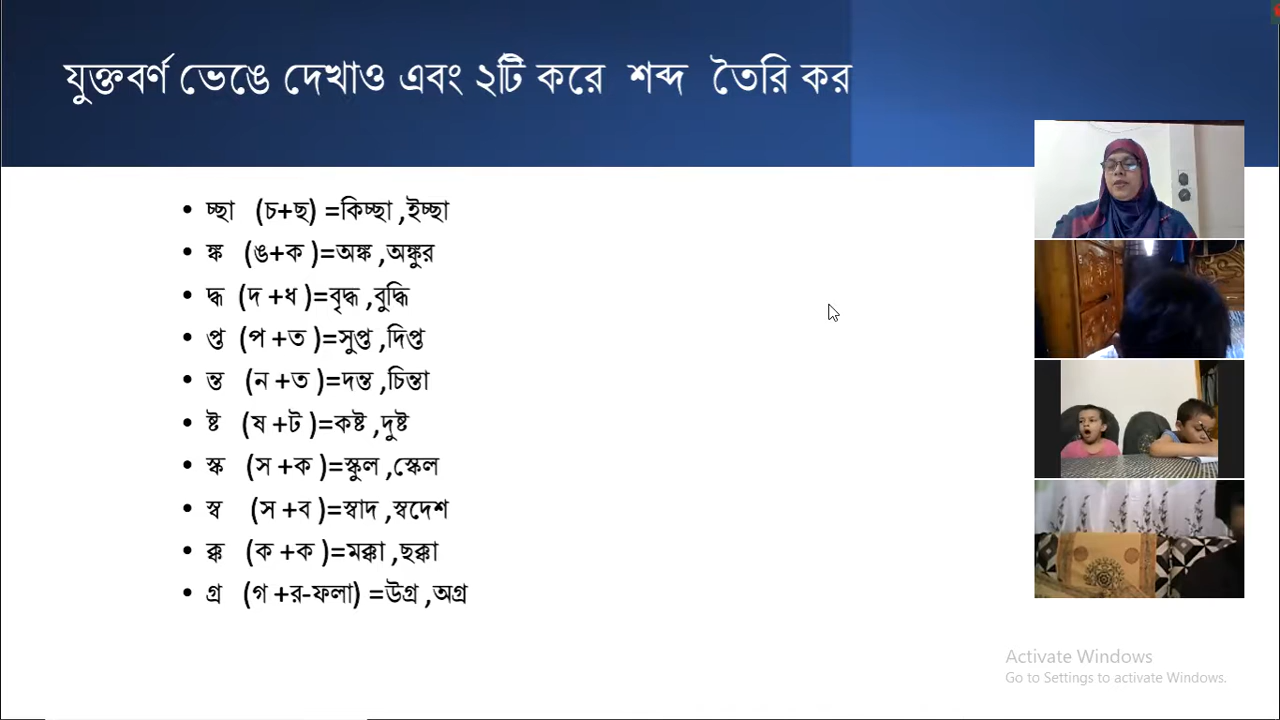 যুক্তবর্ণ ভেঙে দেখাও এবং ২টি করে শব্দ তৈরি কর
• চ্ছা (চ+ছ) =কিচ্ছা ,ইচ্ছা
• ঙ্ক (ঙ+ক )=অঙ্ক ,অঙ্কুর
• দ্ধ (দ +ধ )=বৃদ্ধ ,বুদ্ধি
• প্ত (প +ত )=সুপ্ত ,দিপ্ত
• ন্ত (ন +ত )=দন্ত ,চিন্তা
• ষ্ট (ষ +ট )=কষ্ট ,দুষ্ট
• স্ক (স +ক )=স্কুল ,স্কেল
• স্ব (স +ব )=স্বাদ ,স্বদেশ
• ক্ক (ক +ক )=মক্কা ,ছক্কা
• গ্র (গ +র-ফলা) =উগ্র ,অগ্র
Activate Windows
Go to Settings to activate Windows.